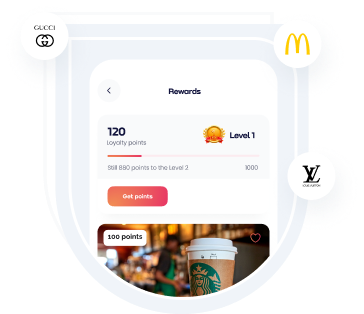 GUCCI
Rewards
120
Loyalty points
Level 1
Still 880 points to the Level 2
1000
Get points
LOUIS VUITTON
100 points